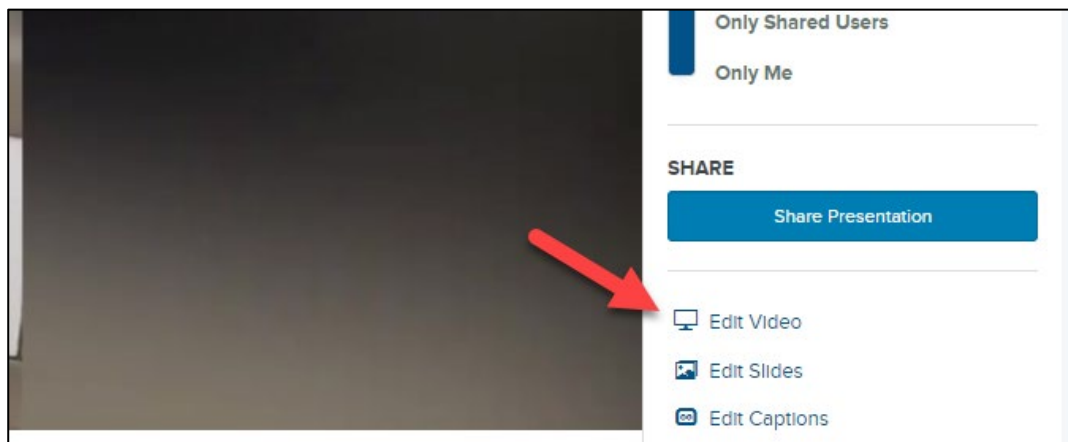 Only Shared Users
Only Me
SHARE
Share Presentation
Edit Video
Edit Slides
Edit Captions